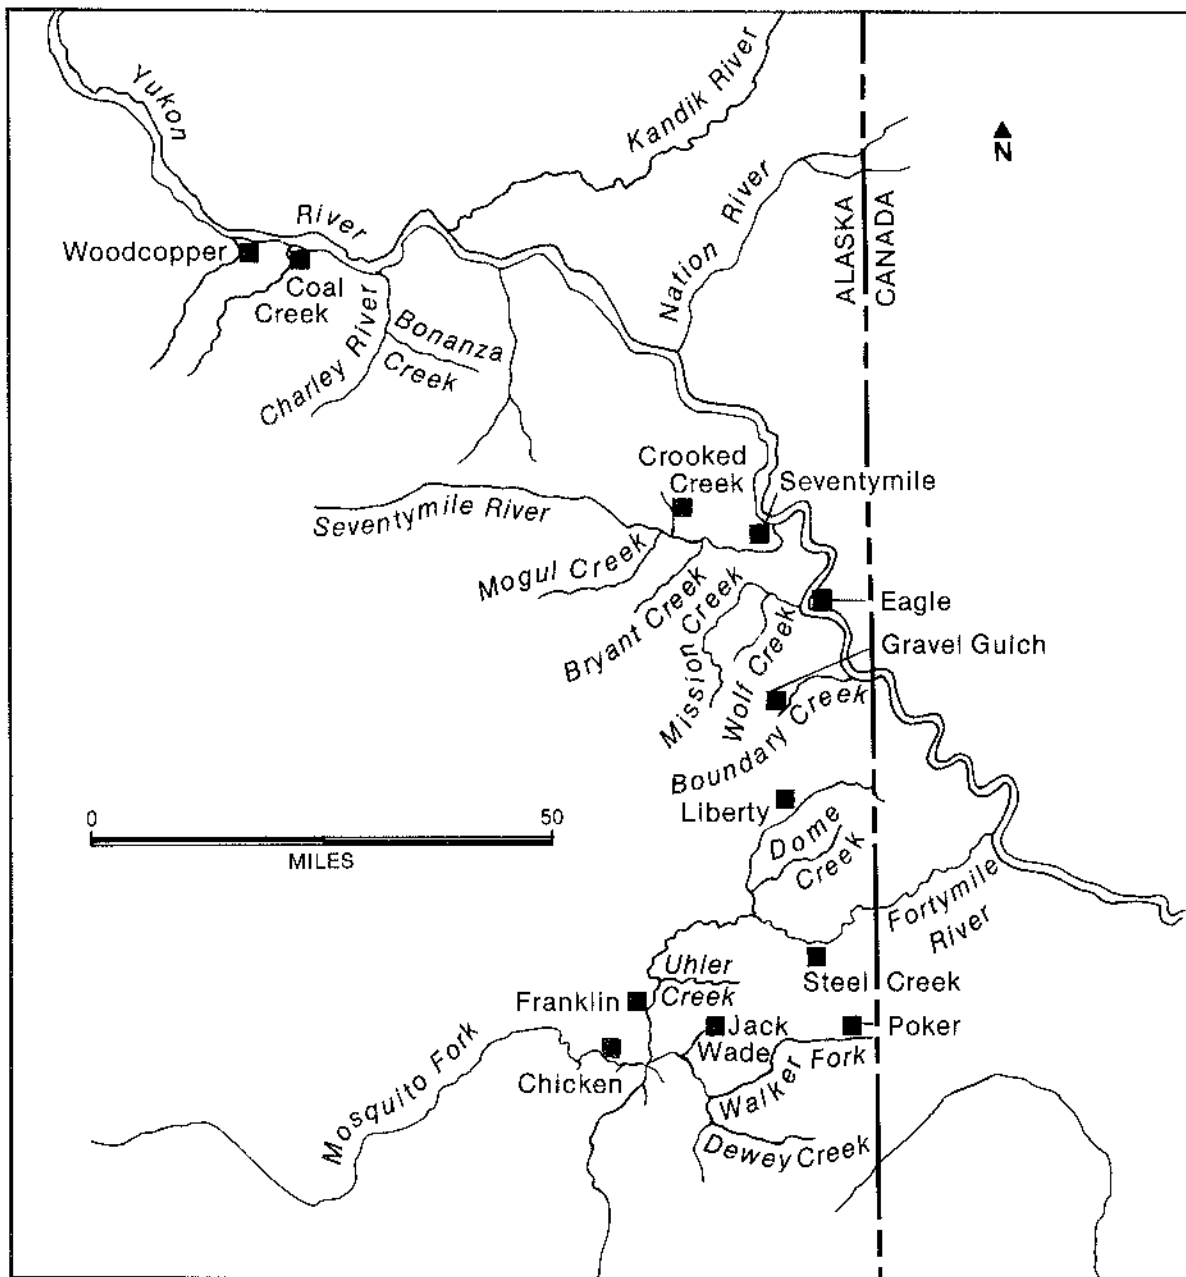 Yukon
River
Kandik River
Nation River
N
ALASKA
CANADA
Woodcopper
Coal
Creek
Charley River
Bonanza
Creek
Crooked
Creek
Seventymile
Seventymile River
Mogul Creek
Bryant Creek
Mission Creek
Wolf Creek
Eagle
Gravel Gulch
Boundary Creek
Liberty
Dome
Creek
0
50
MILES
Fortymile
River
Steel Creek
Uhler
Creek
Franklin
Jack
Wade
Poker
Chicken
Walker Fork
Mosquito Fork
Dewey Creek